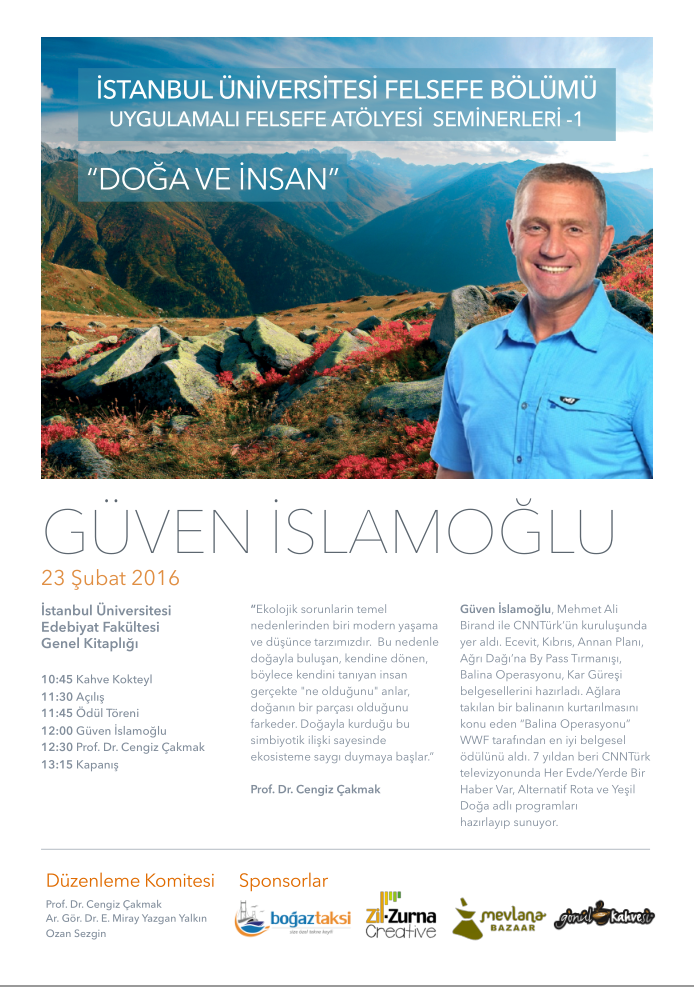 İSTANBUL ÜNİVERSİTESİ FELSEFE BÖLÜMÜ
UYGULAMALI FELSEFE ATÖLYESİ SEMİNERLERİ -1
“DOĞA VE İNSAN”
GÜVEN İSLAMOĞLU
23 Şubat 2016
İstanbul Üniversitesi
Edebiyat Fakültesi
Genel Kitaplığı
10:45 Kahve Kokteyl
11:30 Açılış
11:45 Ödül Töreni
12:00 Güven İslamoğlu
12:30 Prof. Dr. Cengiz Çakmak
13:15 Kapanış
“Ekolojik sorunlarin temel
nedenlerinden biri modern yaşama
ve düşünce tarzımızdır. Bu nedenle
doğayla buluşan, kendine dönen,
böylece kendini tanıyan insan
gerçekte "ne olduğunu" anlar,
doğanın bir parçası olduğunu
farkeder. Doğayla kurduğu bu
simbiyotik ilişki sayesinde
ekosisteme saygı duymaya başlar.”
Prof. Dr. Cengiz Çakmak
Güven İslamoğlu, Mehmet Ali
Birand ile CNNTürk’ün kuruluşunda
yer aldı. Ecevit, Kıbrıs, Annan Planı,
Ağrı Dağı’na By Pass Tırmanışı,
Balina Operasyonu, Kar Güreşi
belgesellerini hazırladı. Ağlara
takılan bir balinanın kurtarılmasını
konu eden “Balina Operasyonu”
WWF tarafından en iyi belgesel
ödülünü aldı. 7 yıldan beri CNNTürk
televizyonunda Her Evde/Yerde Bir
Haber Var, Alternatif Rota ve Yeşil
Doğa adlı programları
hazırlayıp sunuyor.
Düzenleme Komitesi
Prof. Dr. Cengiz Çakmak
Ar. Gör. Dr. E. Miray Yazgan Yalkın
Ozan Sezgin
Sponsorlar
boğaztaksi
Zil-Zurna
Creative
mevlana
BAZAAR
gönül kahvesi